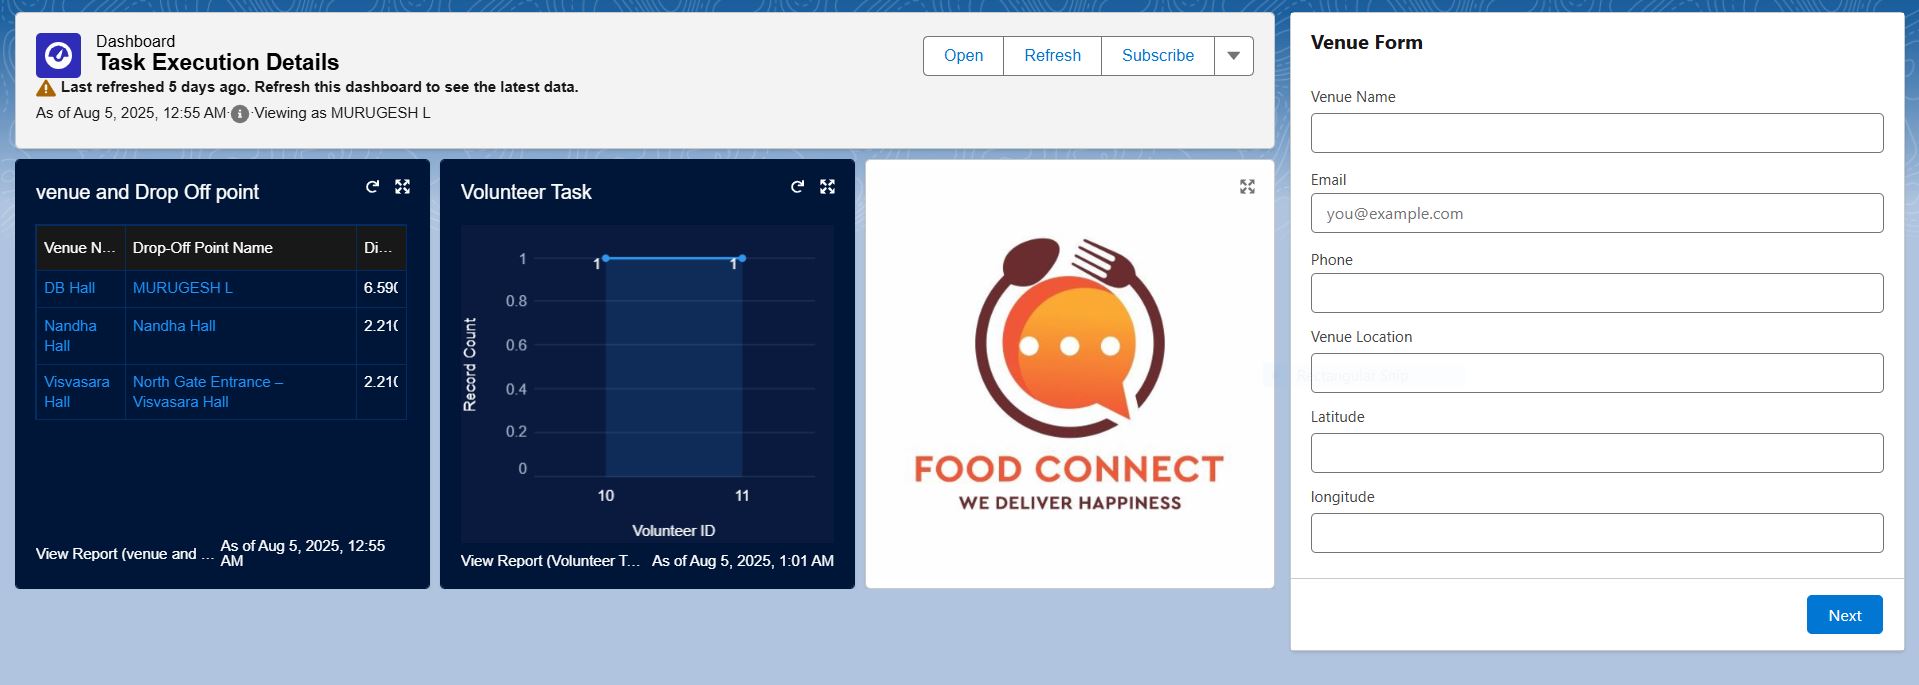 Dashboard
Task Execution Details
Last refreshed 5 days ago. Refresh this dashboard to see the latest data.
As of Aug 5, 2025, 12:55 AM·Viewing as MURUGESH L
Open
Refresh
Subscribe
venue and Drop Off point
Venue N...
Drop-Off Point Name
Di...
DB Hall
MURUGESH L
6.590
Nandha
Hall
Nandha Hall
2.210
Visvasara
Hall
North Gate Entrance –
Visvasara Hall
2.210
View Report (venue and ...
As of Aug 5, 2025, 12:55
AM
Volunteer Task
Record Count
1
0.8
0.6
0.4
0.2
0
1
1
10
11
Volunteer ID
View Report (Volunteer T...
As of Aug 5, 2025, 1:01 AM
FOOD CONNECT
WE DELIVER HAPPINESS
Venue Form
Venue Name
Email
you@example.com
Phone
Venue Location
Rectangular Snip
Latitude
longitude
Next